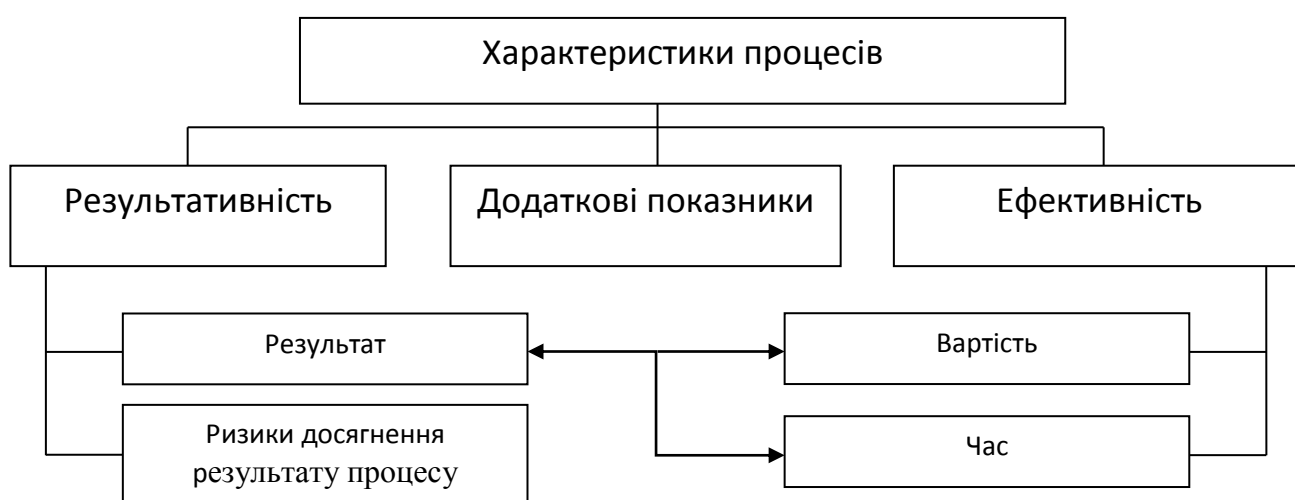 Характеристики процесів
Результативність
Додаткові показники
Ефективність
Результат
Вартість
Ризики досягнення
результату процесу
Час